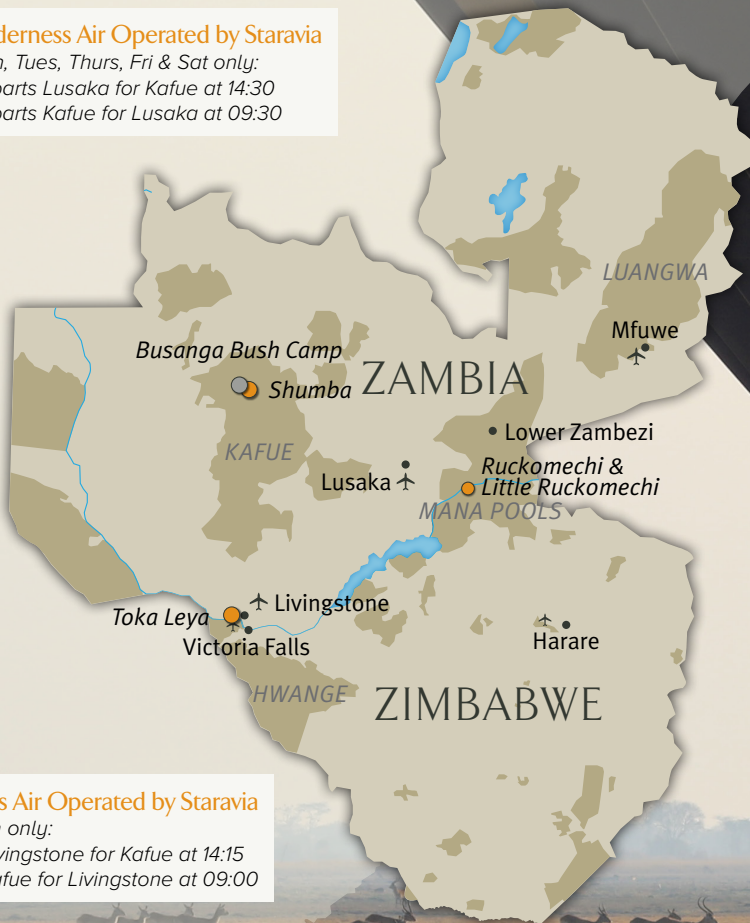 derness Air Operated by Staravia
n, Tues, Thurs, Fri & Sat only:
parts Lusaka for Kafue at 14:30
parts Kafue for Lusaka at 09:30
LUANGWA
Mfuwe
Busanga Bush Camp
ZAMBIA
Shumba
Lower Zambezi
KAFUE
Ruckomechi &
Little Ruckomechi
Lusaka
MANA POOLS
Livingstone
Toka Leya
Harare
Victoria Falls
HWANGE
ZIMBABWE
s Air Operated by Staravia
only:
vingstone for Kafue at 14:15
afue for Livingstone at 09:00